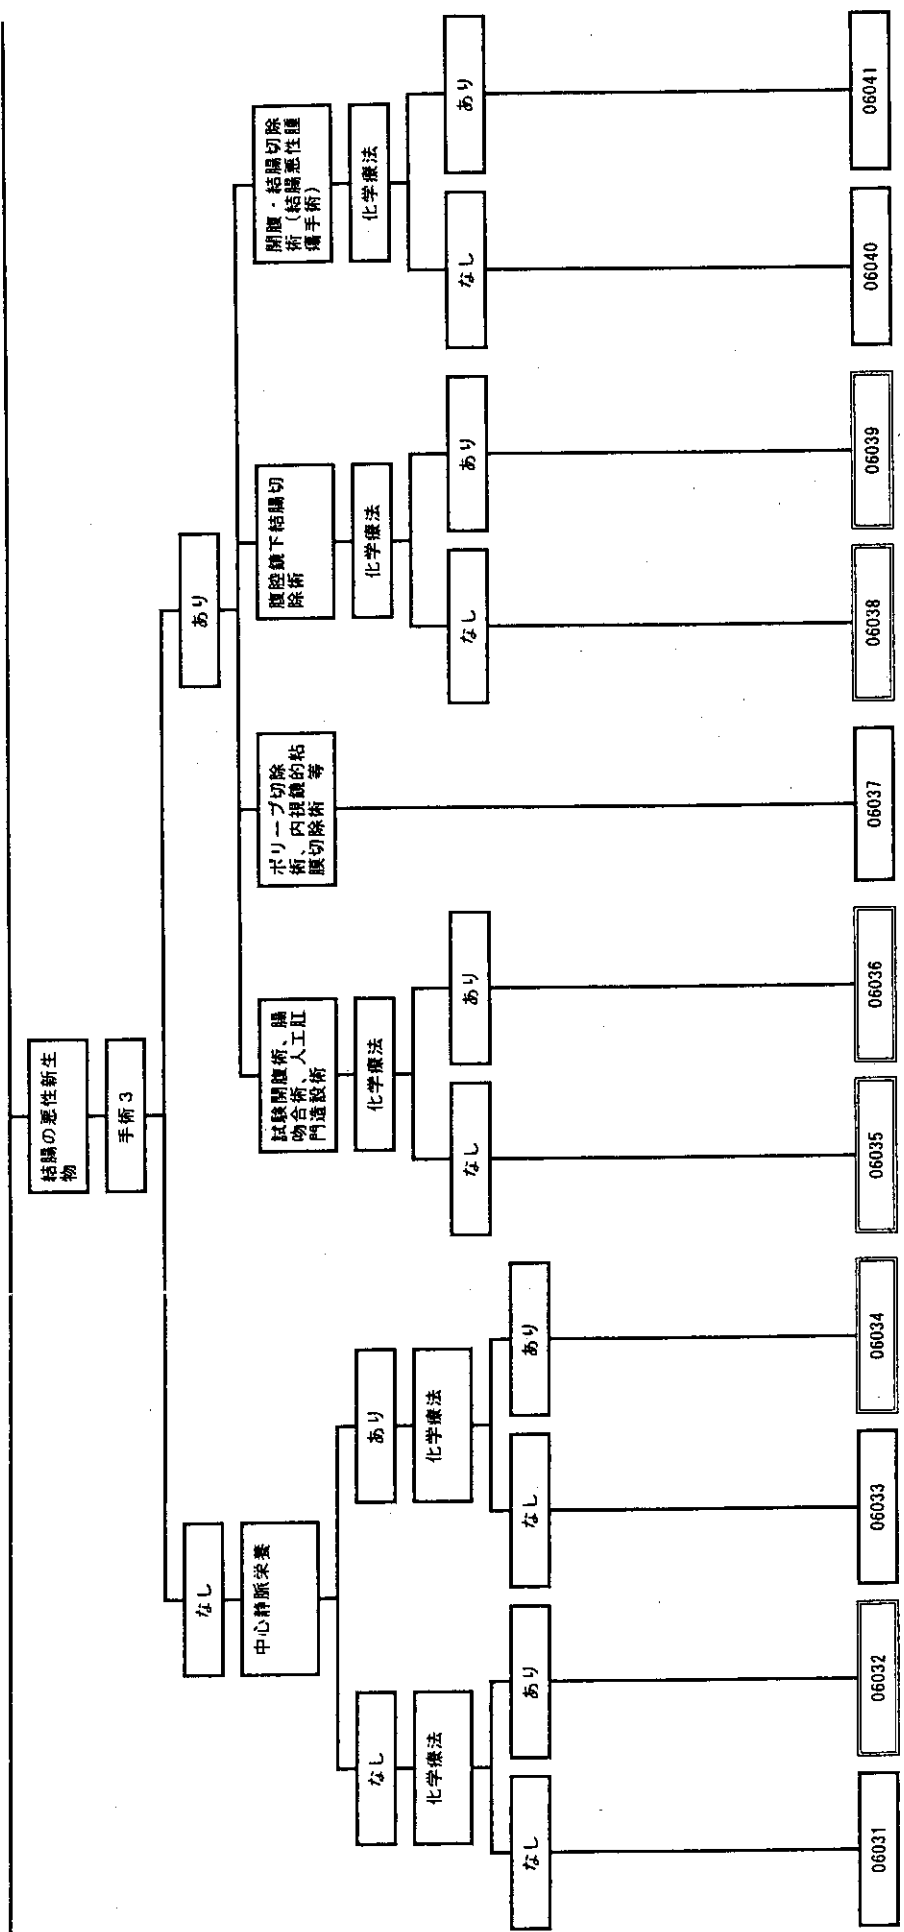 結腸の悪性新生
物
手術3
なし
あり
中心静脈栄養
試験開腹術、腸
吻合術、人工肛
門造設術
ポリープ切除
術、内視鏡的粘
膜切除術 等
腹腔鏡下結腸切
除術
開腹・結腸切除
術（結腸悪性腫
瘍手術）
なし
あり
化学療法
化学療法
化学療法
化学療法
化学療法
なし
あり
なし
あり
なし
あり
なし
あり
なし
あり
06031
06032
06033
06034
06035
06036
06037
06038
06039
06040
06041